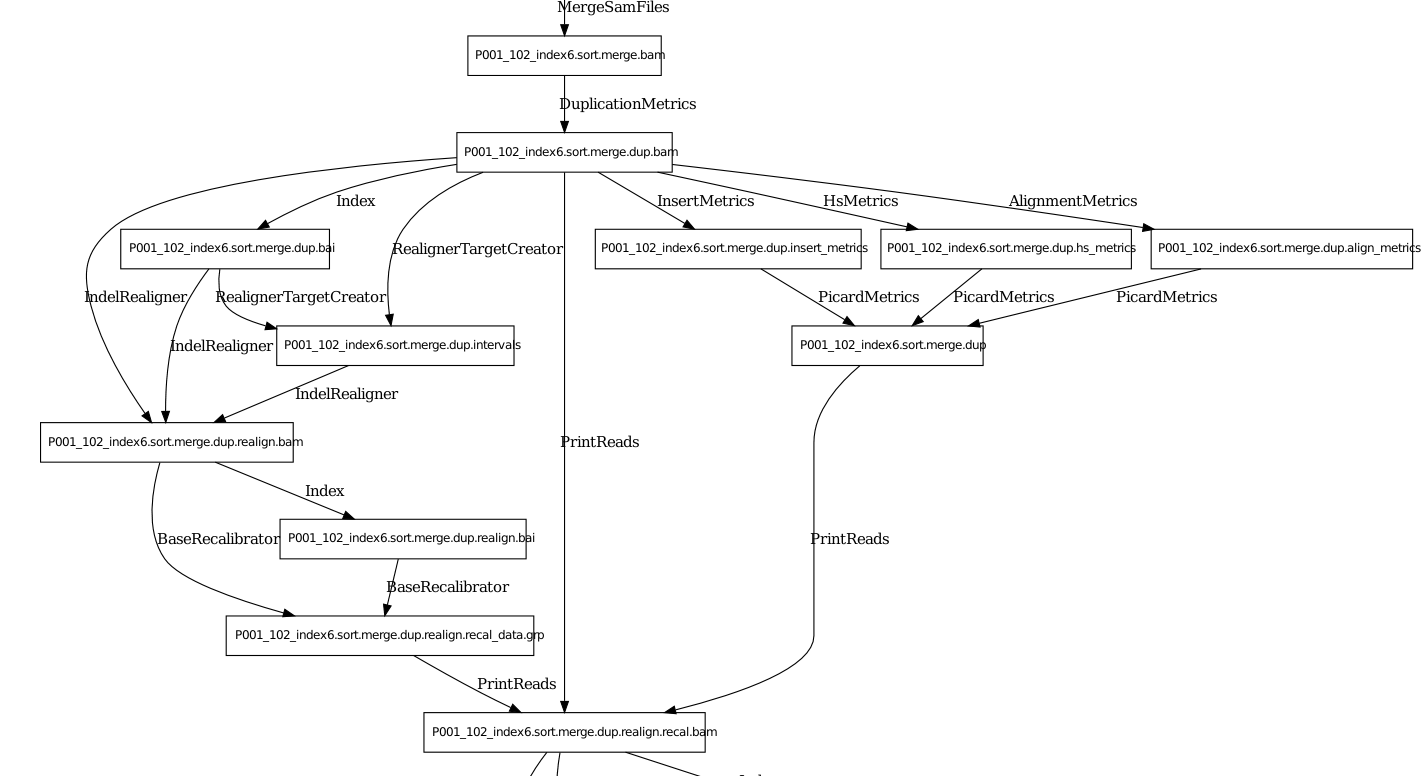 MergeSamFiles
P001_102_index6.sort.merge.bam
DuplicationMetrics
P001_102_index6.sort.merge.dup.bam
Index
InsertMetrics
HsMetrics
AlignmentMetrics
P001_102_index6.sort.merge.dup.bai
RealignerTargetCreator
P001_102_index6.sort.merge.dup.insert_metrics
P001_102_index6.sort.merge.dup.hs_metrics
P001_102_index6.sort.merge.dup.align_metrics
IndelRealigner
RealignerTargetCreator
PicardMetrics
PicardMetrics
PicardMetrics
IndelRealigner
P001_102_index6.sort.merge.dup.intervals
P001_102_index6.sort.merge.dup
IndelRealigner
P001_102_index6.sort.merge.dup.realign.bam
PrintReads
Index
BaseRecalibrator
P001_102_index6.sort.merge.dup.realign.bai
PrintReads
BaseRecalibrator
P001_102_index6.sort.merge.dup.realign.recal_data.grp
PrintReads
P001_102_index6.sort.merge.dup.realign.recal.bam